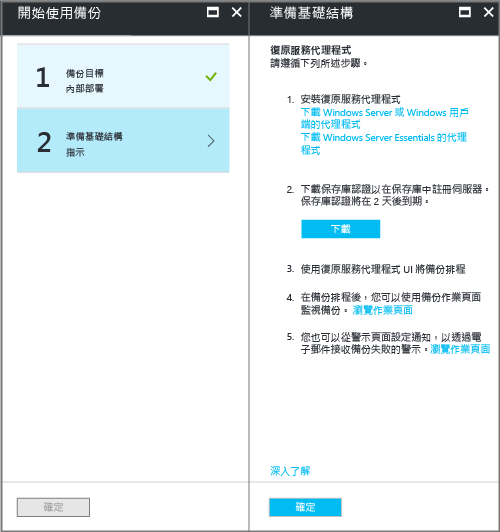 開始使用備份
1
備份目標
內部部署
2
準備基礎結構
指示
確定
準備基礎結構
復原服務代理程式
請遵循下列所述步驟。
1. 安裝復原服務代理程式
下載 Windows Server 或 Windows 用戶
端的代理程式
下載 Windows Server Essentials 的代理
程式
2. 下載保存庫認證以在保存庫中註冊伺服器。
保存庫認證將在 2 天後到期。
下載
3. 使用復原服務代理程式 UI 將備份排程
4. 在備份排程後，您可以使用備份作業頁面
監視備份。瀏覽作業頁面
5. 您也可以從警示頁面設定通知，以透過電
子郵件接收備份失敗的警示。瀏覽作業頁面
深入了解
確定